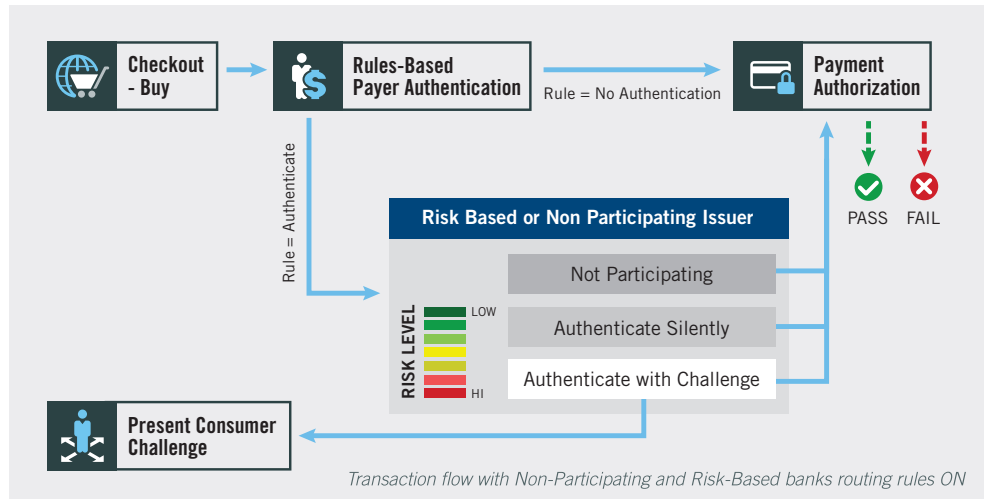 Checkout
- Buy
Rules-Based
Payer Authentication
Rule = No Authentication
Payment
Authorization
PASS
FAIL
Rule = Authenticate
Risk Based or Non Participating Issuer
RISK LEVEL
LOW
HI
Not Participating
Authenticate Silently
Authenticate with Challenge
Present Consumer
Challenge
Transaction flow with Non-Participating and Risk-Based banks routing rules ON